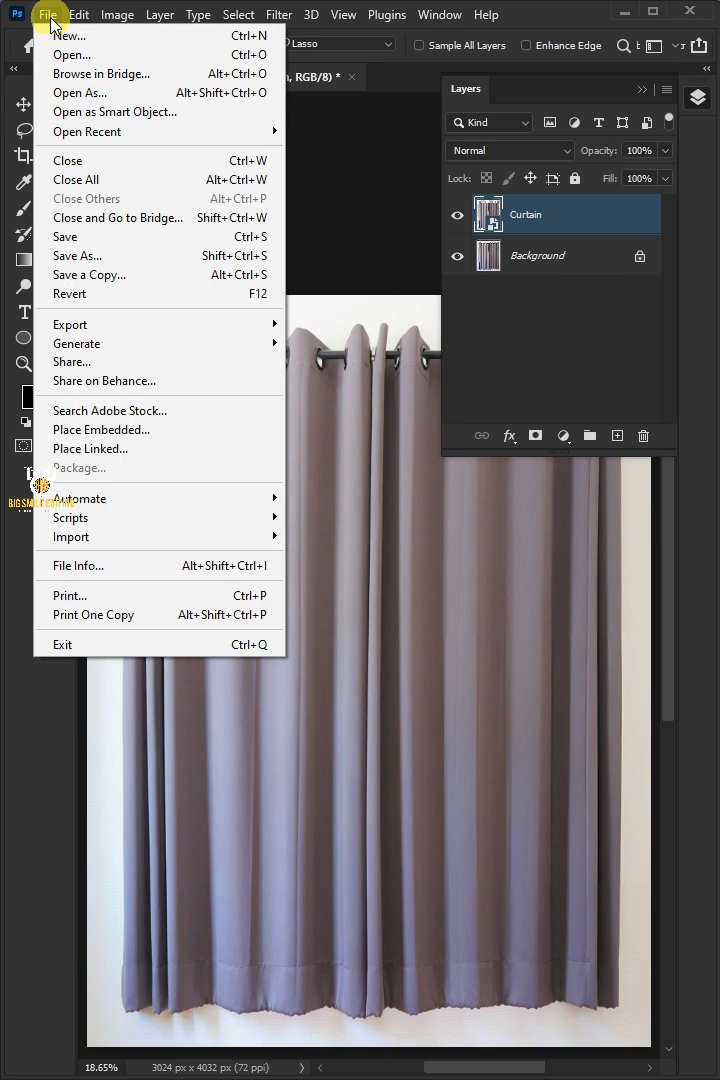 Ps File Edit Image Layer Type Select Filter 3D View Plugins Window Help
Lasso Sample All Layers Enhance Edge
RGB/8) *
New... Ctrl+N
Open... Ctrl+O
Browse in Bridge... Alt+Ctrl+O
Open As... Alt+Shift+Ctrl+O
Open as Smart Object...
Open Recent
Close Ctrl+W
Close All Alt+Ctrl+W
Close Others Alt+Ctrl+P
Close and Go to Bridge... Shift+Ctrl+W
Save Ctrl+S
Save As... Shift+Ctrl+S
Save a Copy... Alt+Ctrl+S
Revert F12
Export
Generate
Share...
Share on Behance...
Search Adobe Stock...
Place Embedded...
Place Linked...
Package...
Automate
Scripts
Import
File Info... Alt+Shift+Ctrl+I
Print... Ctrl+P
Print One Copy Alt+Shift+Ctrl+P
Exit Ctrl+Q
Layers
Kind
Normal Opacity: 100%
Lock: Fill: 100%
Curtain
Background
fx
BIG SMILE EDITING
18.65% 3024 px x 4032 px (72 ppi)